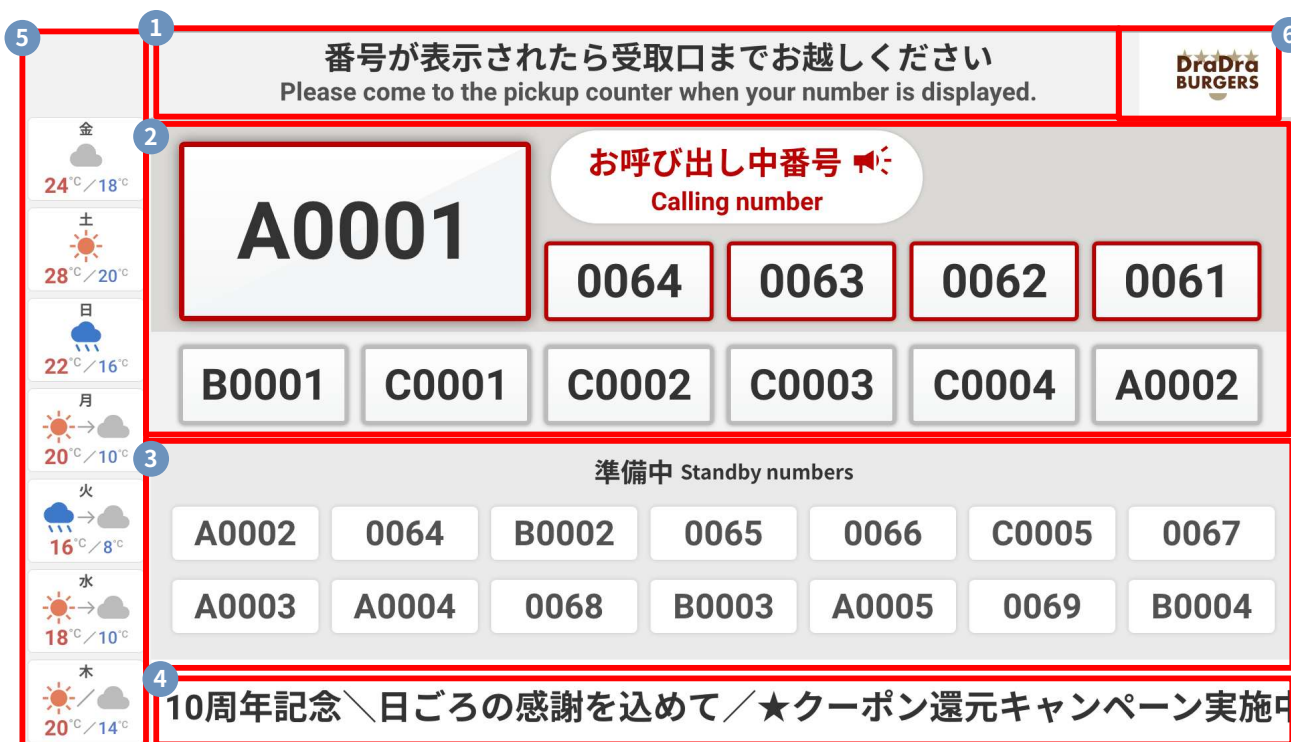 5
1
番号が表示されたら受取口までお越しください
Please come to the pickup counter when your number is displayed.
6
DraDra
BURGERS
金
24℃/18℃
土
28℃/20℃
日
22℃/16℃
月
→
20℃/10℃
火
→
16℃/8℃
水
→
18℃/10℃
木
/
20℃/14℃
2
A0001
お呼び出し中番号
Calling number
0064 0063 0062 0061
B0001 C0001 C0002 C0003 C0004 A0002
3
準備中 Standby numbers
A0002 0064 B0002 0065 0066 C0005 0067
A0003 A0004 0068 B0003 A0005 0069 B0004
4
10周年記念＼日ごろの感謝を込めて／★クーポン還元キャンペーン実施中